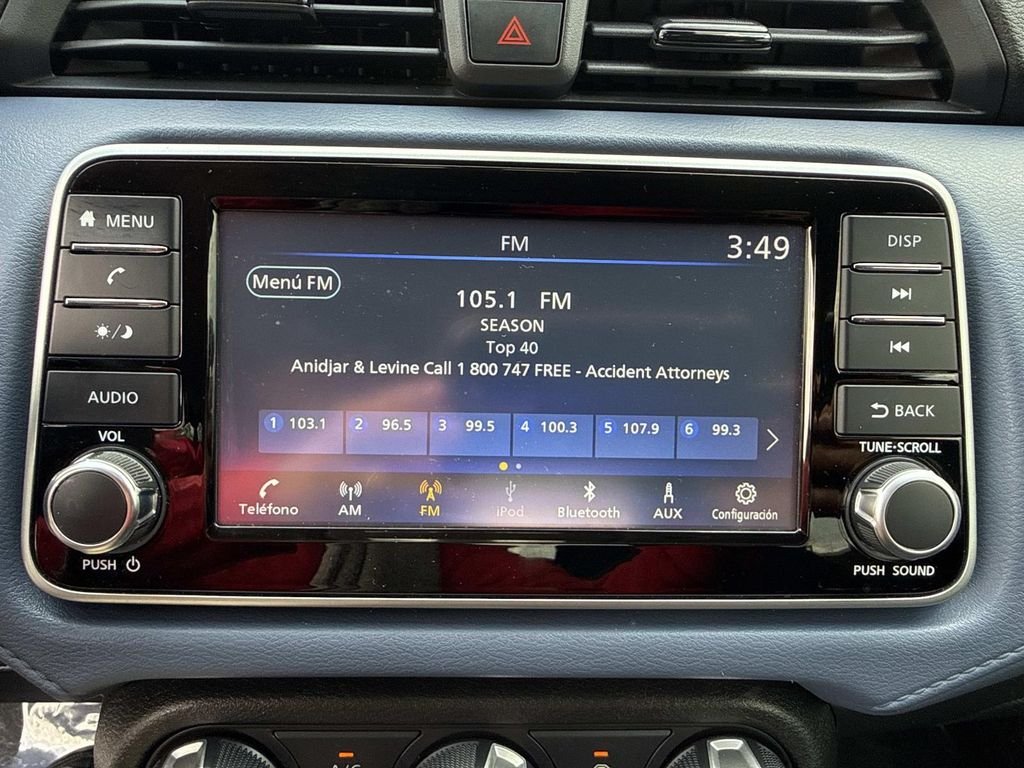 MENU
AUDIO
VOL
PUSH
FM
3:49
Menú FM
105.1 FM
SEASON
Top 40
Anidjar & Levine Call 1 800 747 FREE - Accident Attorneys
1 103.1 2 96.5 3 99.5 4 100.3 5 107.9 6 99.3
Teléfono AM FM iPod Bluetooth AUX Configuración
DISP
BACK
TUNE•SCROLL
PUSH SOUND
A/C